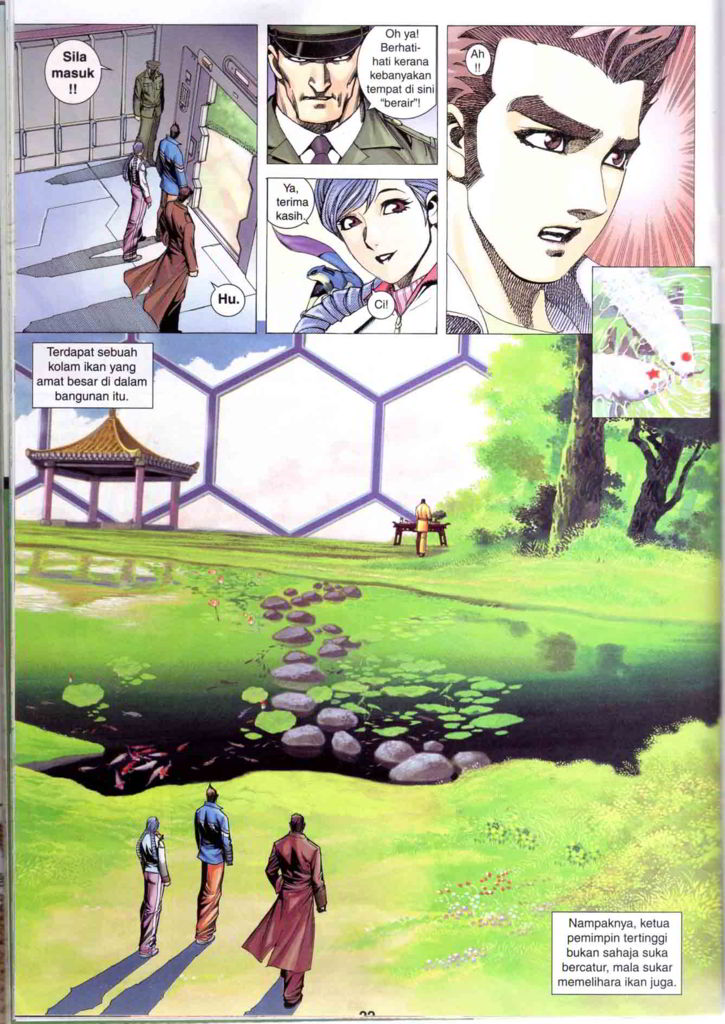 Sila
masuk
!!
Hu.
Oh ya!
Berhati-
hati kerana
kebanyakan
tempat di sini
"berair"!
Ya,
terima
kasih.
Ci!
Ah
!!
Terdapat sebuah
kolam ikan yang
amat besar di dalam
bangunan itu.
Nampaknya, ketua
pemimpin tertinggi
bukan sahaja suka
bercatur, mala sukar
memelihara ikan juga.